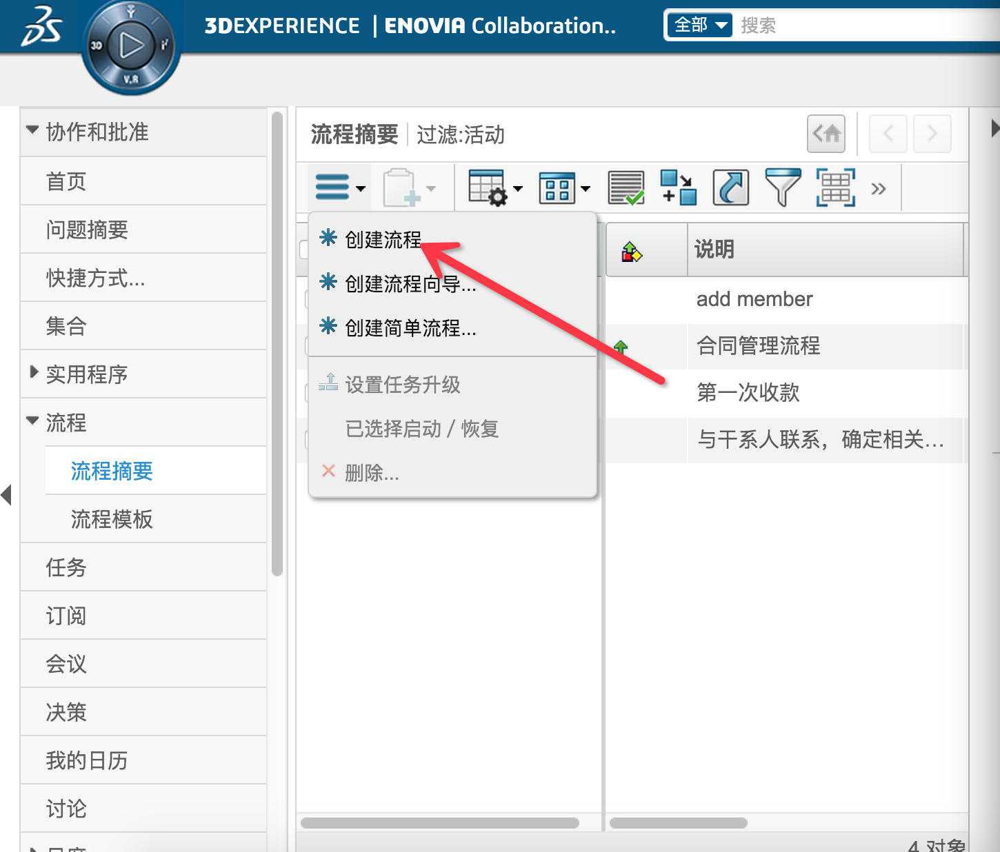 3DEXPERIENCE | ENOVIA Collaboration..
全部
搜索
3D
i²
V,R
协作和批准
首页
问题摘要
快捷方式...
集合
实用程序
流程
流程摘要
流程模板
任务
订阅
会议
决策
我的日历
讨论
流程摘要
过滤:活动
创建流程
创建流程向导...
创建简单流程...
设置任务升级
已选择启动 / 恢复
删除...
说明
add member
合同管理流程
第一次收款
与干系人联系，确定相关...
4 对象